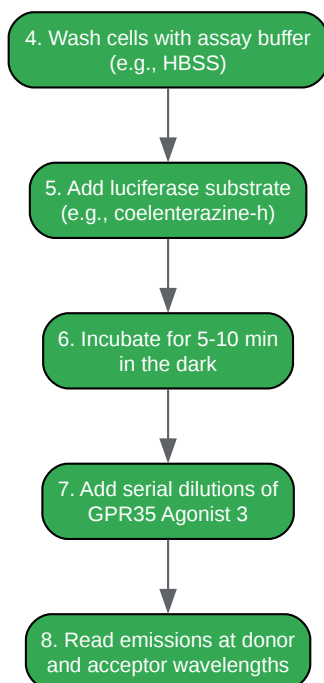 4. Wash cells with assay buffer
(e.g., HBSS)
5. Add luciferase substrate
(e.g., coelenterazine-h)
6. Incubate for 5-10 min
in the dark
7. Add serial dilutions of
GPR35 Agonist 3
8. Read emissions at donor
and acceptor wavelengths